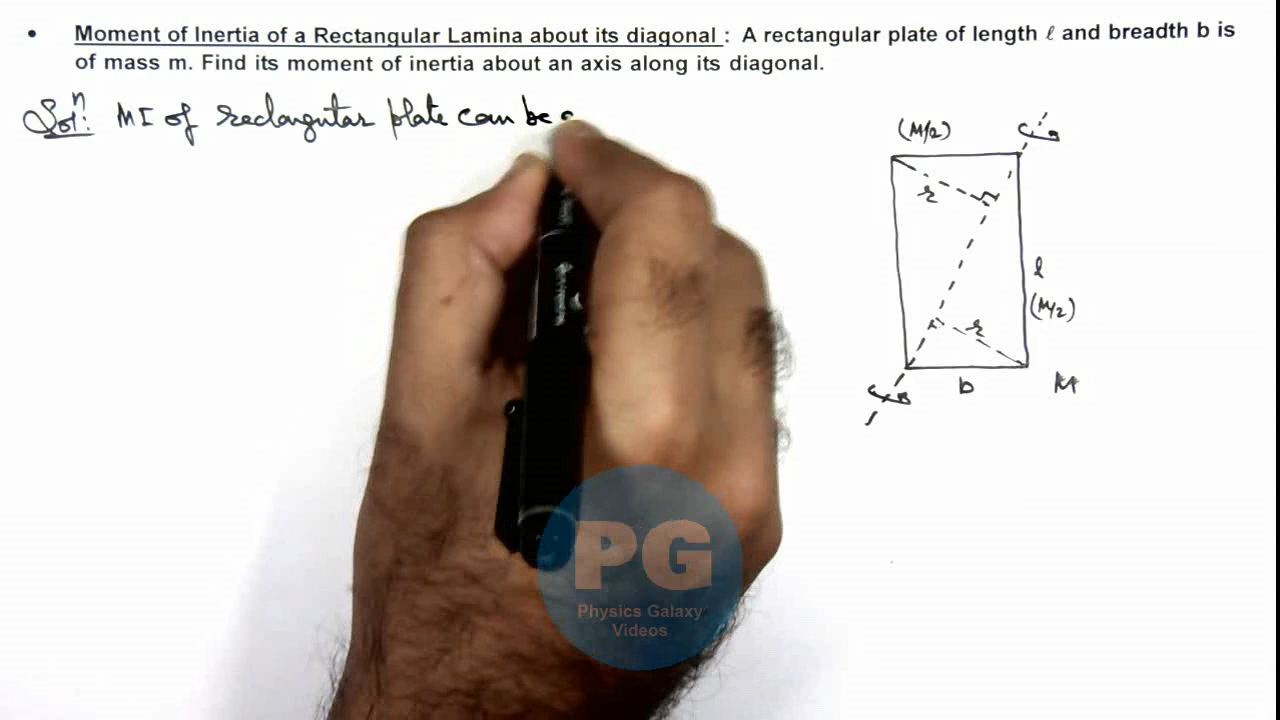 • Moment of Inertia of a Rectangular Lamina about its diagonal : A rectangular plate of length ℓ and breadth b is
of mass m. Find its moment of inertia about an axis along its diagonal.
Solⁿ: MI of rectangular plate can be
(M/2)
r
l
(M/2)
r
b
M
PG
Physics Galaxy
Videos